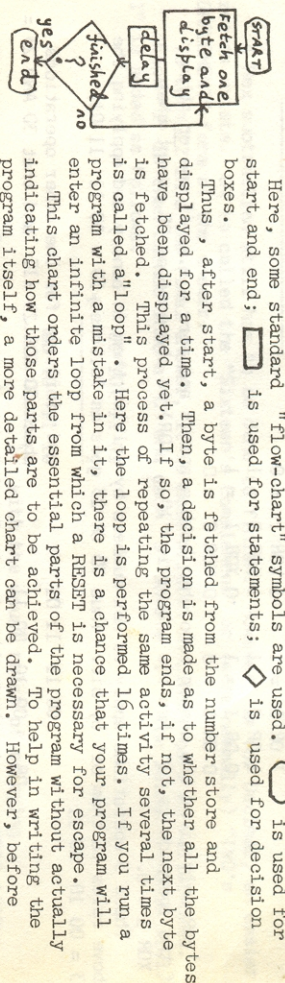 START
Fetch one
byte and
display
delay
finished
?
no
yes
end
Here, some standard "flow-chart" symbols are used. is used for
start and end; is used for statements; is used for decision
boxes.
Thus , after start, a byte is fetched from the number store and
displayed for a time. Then, a decision is made as to whether all the bytes
have been displayed yet. If so, the program ends, if not, the next byte
is fetched. This process of repeating the same activity several times
is called a"loop" . Here the loop is performed 16 times. If you run a
program with a mistake in it, there is a chance that your program will
enter an infinite loop from which a RESET is necessary for escape.
This chart orders the essential parts of the program without actually
indicating how those parts are to be achieved. To help in writing the
program itself, a more detailed chart can be drawn. However, before